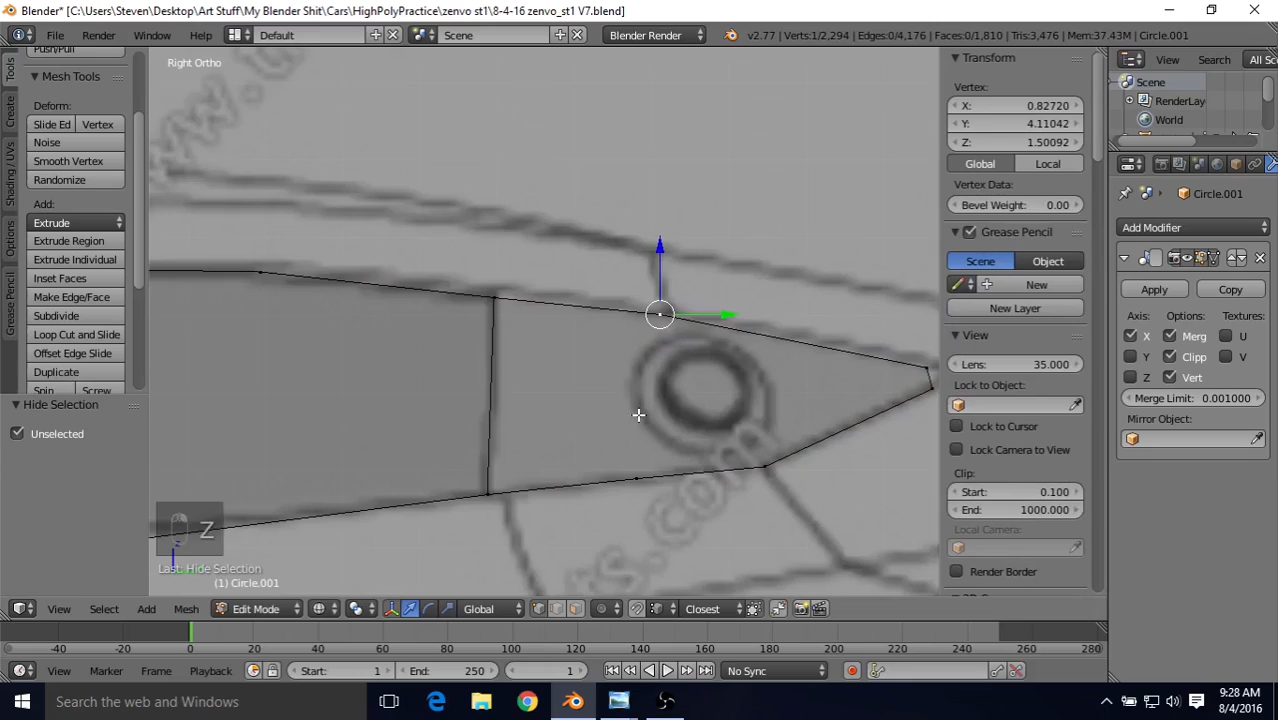 Blender* [C:\Users\Steven\Desktop\Art Stuff\My Blender Shit\Cars\HighPolyPractice\zenvo st1\8-4-16 zenvo_st1 V7.blend]
File Render Window Help Default Scene Blender Render v2.77 | Verts:1/2,294 | Edges:0/4,176 | Faces:0/1,810 | Tris:3,476 | Mem:37.43M | Circle.001
Push/Pull
Mesh Tools
Deform:
Slide Ed Vertex
Noise
Smooth Vertex
Randomize
Add:
Extrude
Extrude Region
Extrude Individual
Inset Faces
Make Edge/Face
Subdivide
Loop Cut and Slide
Offset Edge Slide
Duplicate
Spin Screw
Hide Selection
Unselected
Tools
Create
Shading / UVs
Options
Grease Pencil
Right Ortho
www.u
s.com
Z
Last: Hide Selection
(1) Circle.001
Transform
Vertex:
X: 0.82720
Y: 4.11042
Z: 1.50092
Global Local
Vertex Data:
Bevel Weight: 0.00
Grease Pencil
Scene Object
New
New Layer
View
Lens: 35.000
Lock to Object:
Lock to Cursor
Lock Camera to View
Clip:
Start: 0.100
End: 1000.000
Local Camera:
Render Border
View Search All Sc
Scene
RenderLay
World
Circle.001
Add Modifier
Apply Copy
Axis: Options: Textures:
X Merg U
Y Clipp V
Z Vert
Merge Limit: 0.001000
Mirror Object:
View Select Add Mesh Edit Mode Global Closest
-40 -20 0 20 40 60 80 100 120 140 160 180 200 220 240 260 280
View Marker Frame Playback Start: 1 End: 250 1 No Sync
Search the web and Windows
9:28 AM
8/4/2016